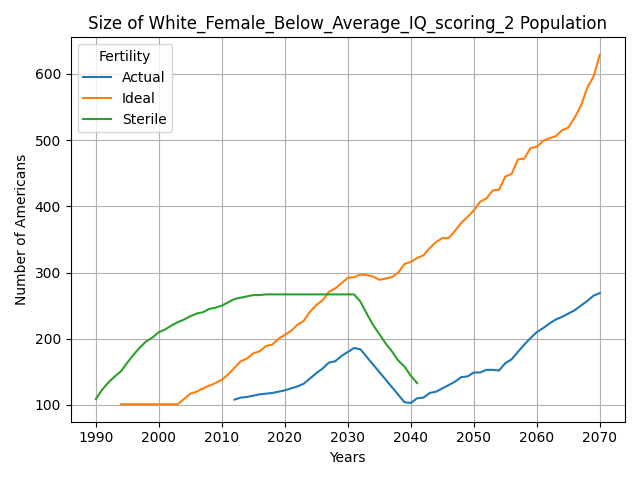 Size of White_Female_Below_Average_IQ_scoring_2 Population
Fertility
Actual
Ideal
Sterile
Number of Americans
600
500
400
300
200
100
1990 2000 2010 2020 2030 2040 2050 2060 2070
Years